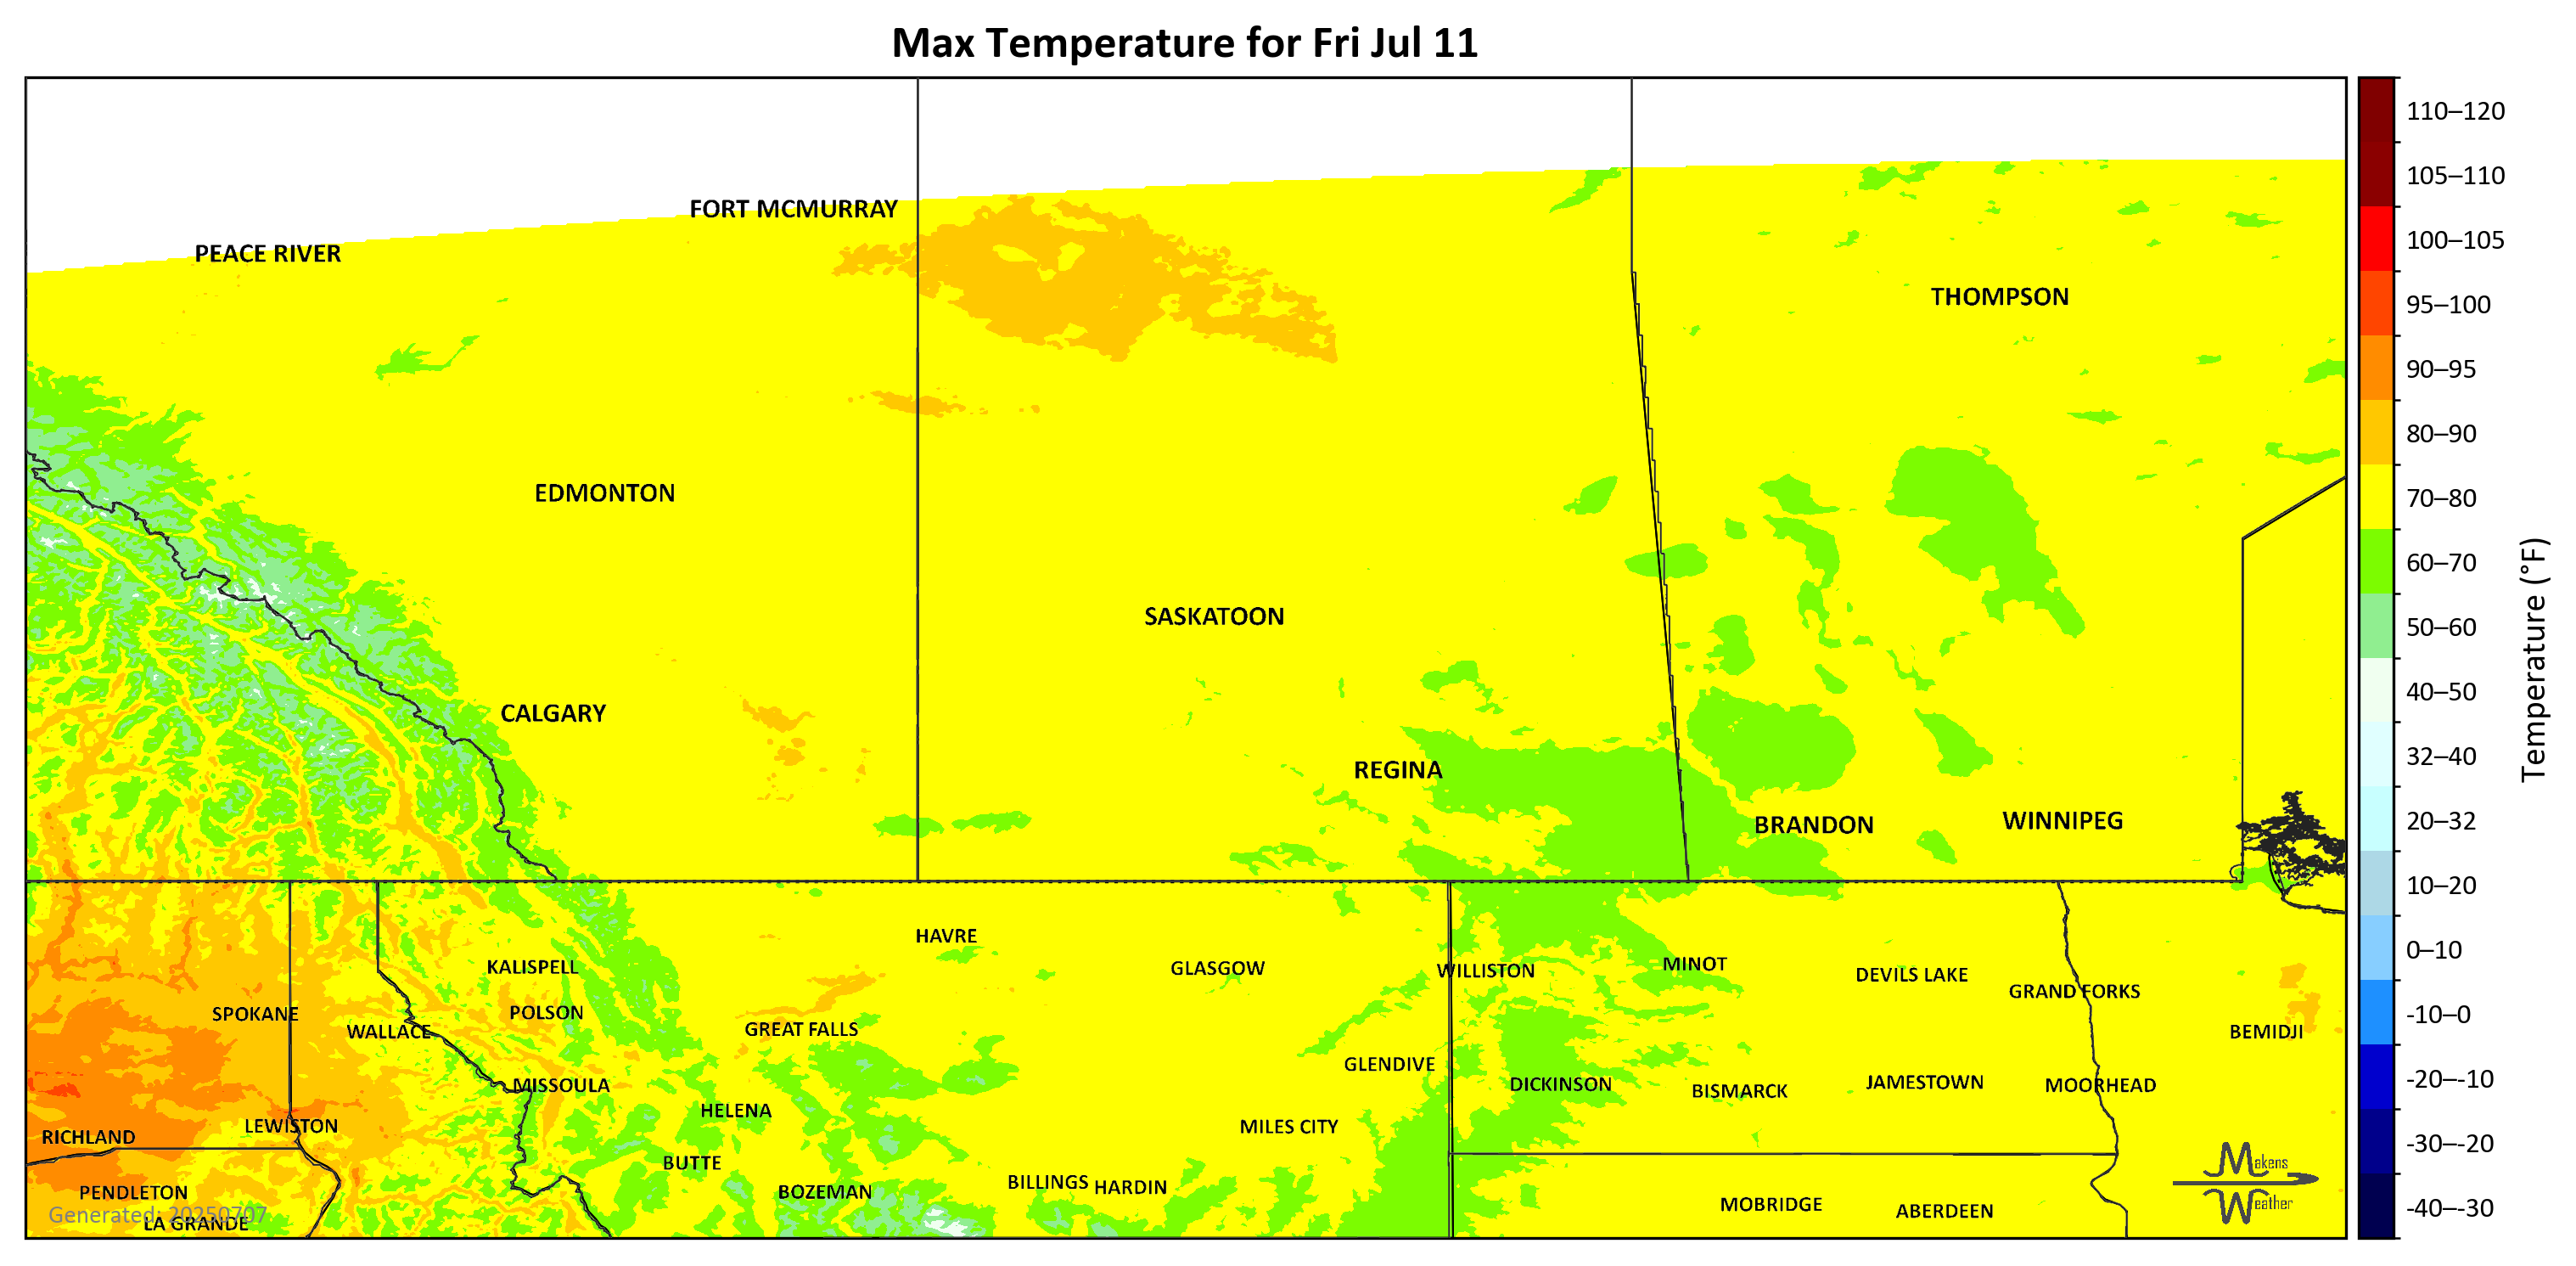 Max Temperature for Fri Jul 11
FORT MCMURRAY
PEACE RIVER
THOMPSON
EDMONTON
SASKATOON
CALGARY
REGINA
BRANDON
WINNIPEG
HAVRE
KALISPELL
GLASGOW
WILLISTON
MINOT
DEVILS LAKE
GRAND FORKS
SPOKANE
POLSON
WALLACE
GREAT FALLS
BEMIDJI
GLENDIVE
MISSOULA
DICKINSON
BISMARCK
JAMESTOWN
MOORHEAD
HELENA
LEWISTON
MILES CITY
RICHLAND
BUTTE
BILLINGS
HARDIN
PENDLETON
BOZEMAN
MOBRIDGE
ABERDEEN
Generated: 20250707
LA GRANDE
Makens
Weather
110–120
105–110
100–105
95–100
90–95
80–90
70–80
60–70
50–60
40–50
32–40
20–32
10–20
0–10
-10–0
-20–-10
-30–-20
-40–-30
Temperature (°F)